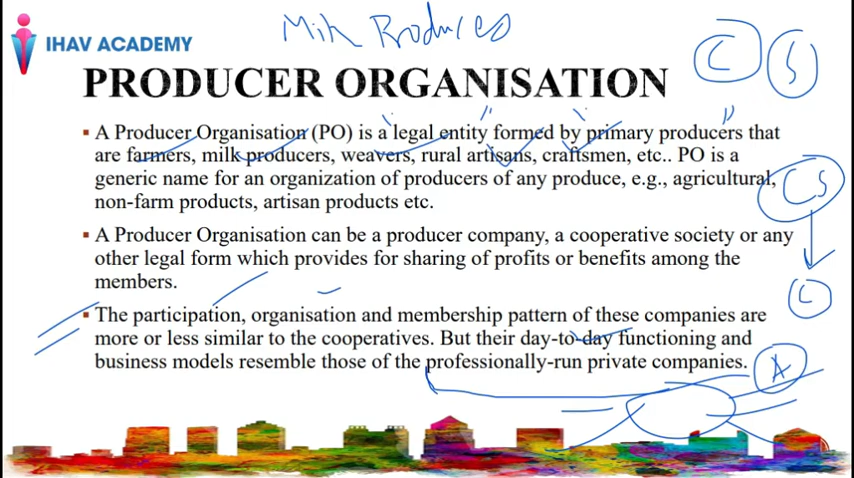 Milk Produces
IHAV ACADEMY
C S
PRODUCER ORGANISATION
▪ A Producer Organisation (PO) is a legal entity formed by primary producers that
are farmers, milk producers, weavers, rural artisans, craftsmen, etc.. PO is a
generic name for an organization of producers of any produce, e.g., agricultural,
non-farm products, artisan products etc.
CS
▪ A Producer Organisation can be a producer company, a cooperative society or any
other legal form which provides for sharing of profits or benefits among the
members.
C
▪ The participation, organisation and membership pattern of these companies are
more or less similar to the cooperatives. But their day-to-day functioning and
business models resemble those of the professionally-run private companies.
A